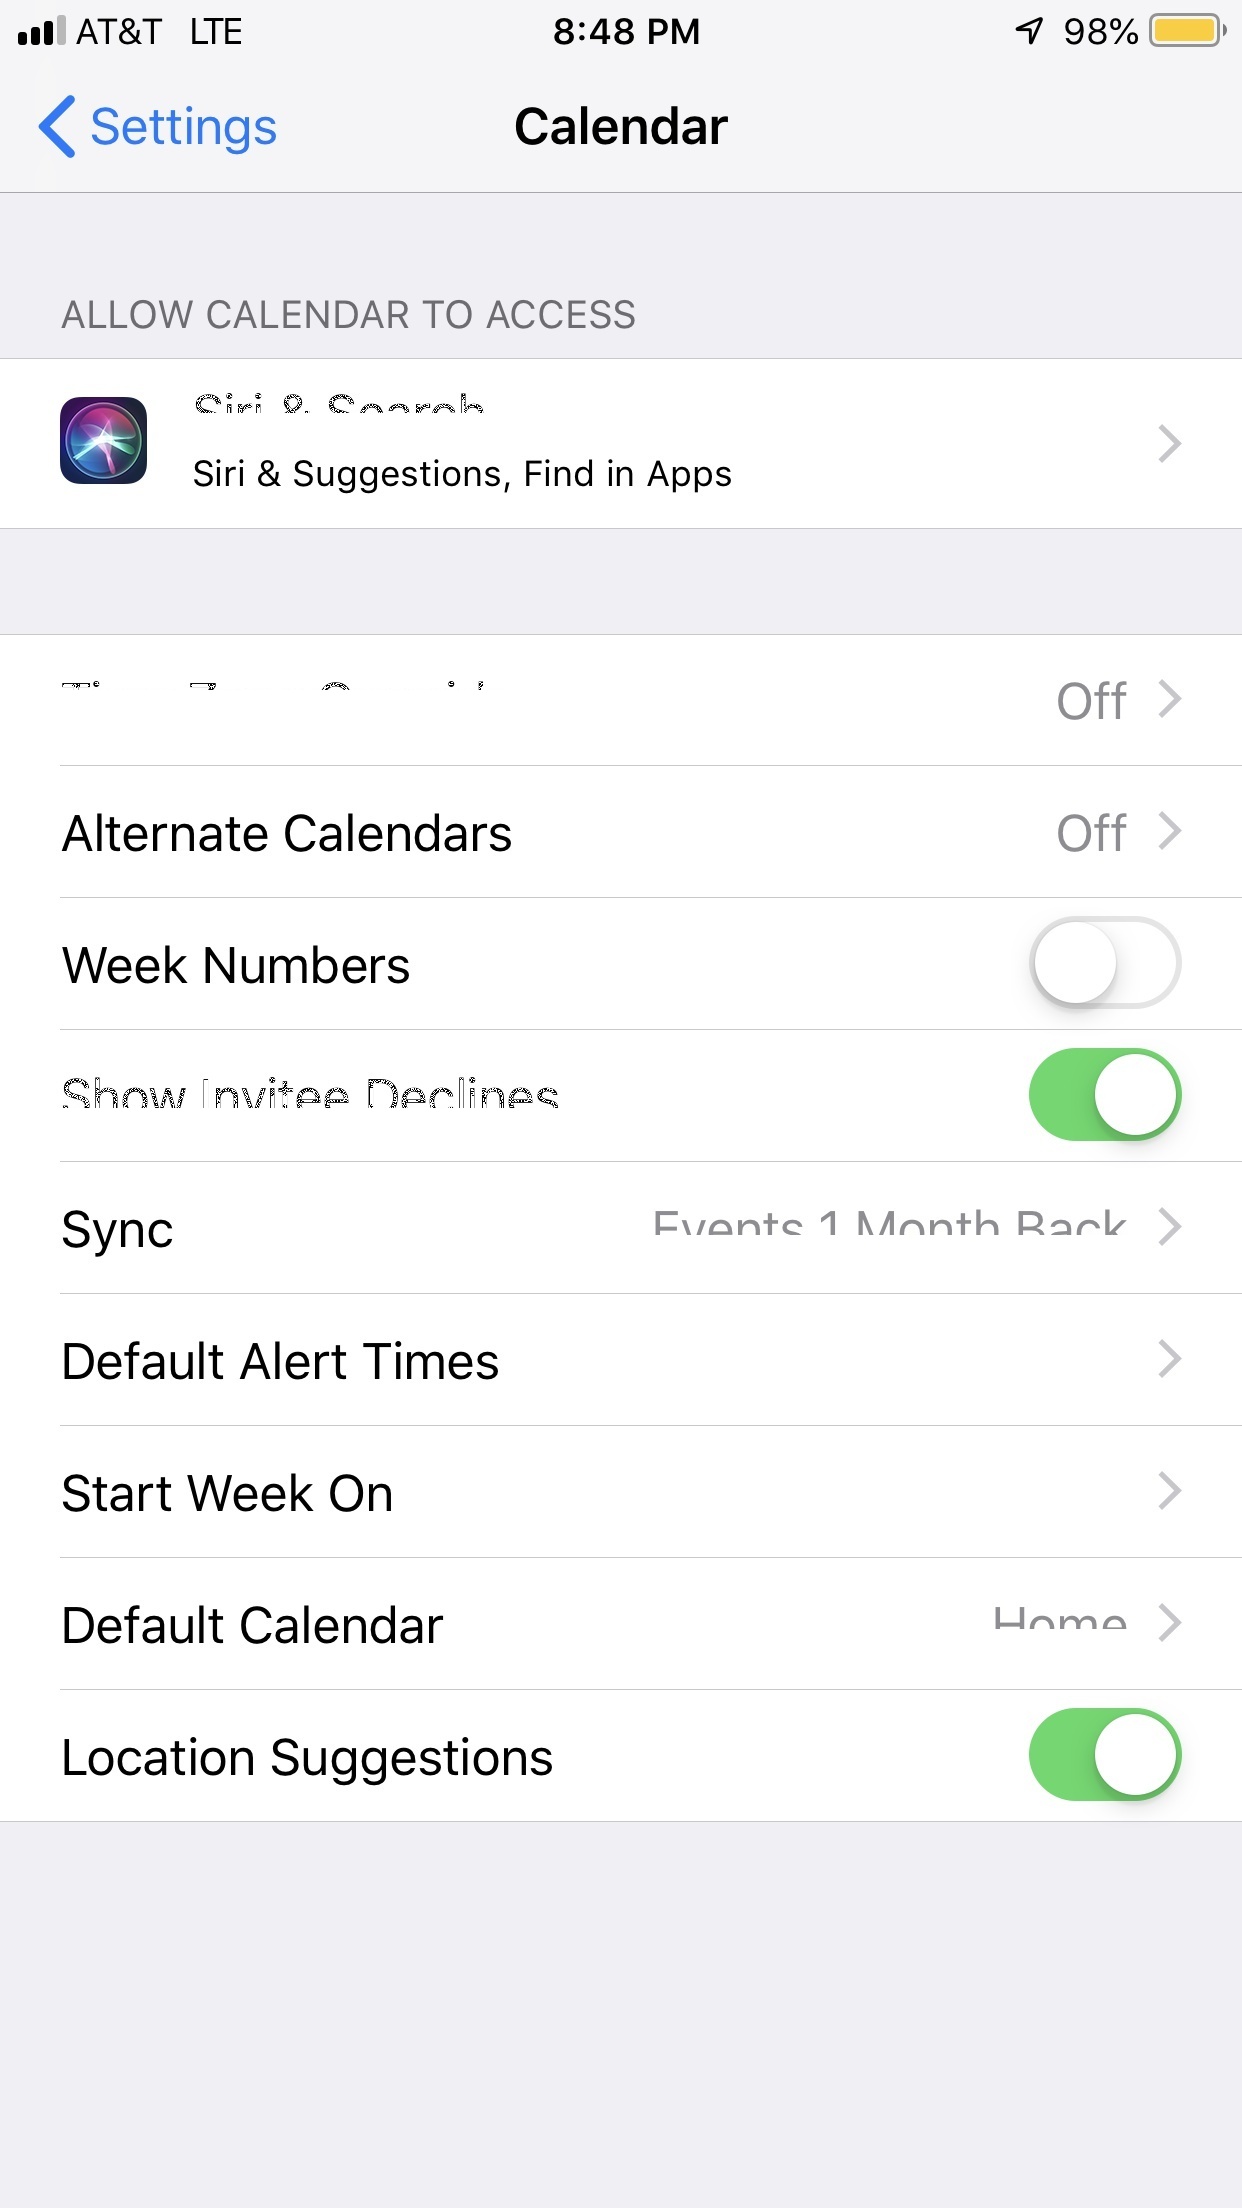 AT&T LTE 8:48 PM 98%
Settings Calendar
ALLOW CALENDAR TO ACCESS
Siri & Search
Siri & Suggestions, Find in Apps
Off
Alternate Calendars Off
Week Numbers
Show Invitee Declines
Sync Events 1 Month Back
Default Alert Times
Start Week On
Default Calendar Home
Location Suggestions